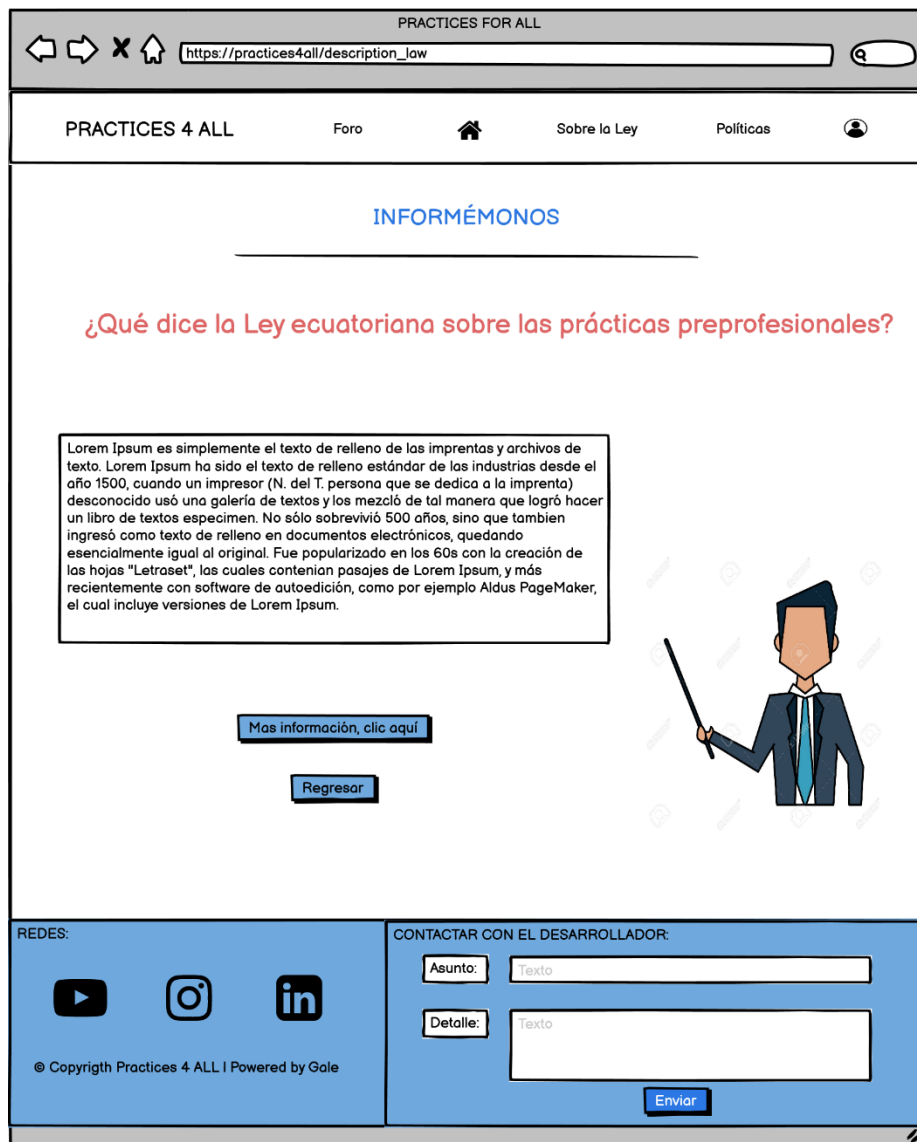 PRACTICES FOR ALL
https://practices4all/description_law
PRACTICES 4 ALL
Foro
Sobre la Ley
Políticas
INFORMÉMONOS
¿Qué dice la Ley ecuatoriana sobre las prácticas preprofesionales?
Lorem Ipsum es simplemente el texto de relleno de las imprentas y archivos de
texto. Lorem Ipsum ha sido el texto de relleno estándar de las industrias desde el
año 1500, cuando un impresor (N. del T. persona que se dedica a la imprenta)
desconocido usó una galería de textos y los mezcló de tal manera que logró hacer
un libro de textos especimen. No sólo sobrevivió 500 años, sino que tambien
ingresó como texto de relleno en documentos electrónicos, quedando
esencialmente igual al original. Fue popularizado en los 60s con la creación de
las hojas "Letraset", las cuales contenian pasajes de Lorem Ipsum, y más
recientemente con software de autoedición, como por ejemplo Aldus PageMaker,
el cual incluye versiones de Lorem Ipsum.
Mas información, clic aquí
Regresar
REDES:
in
© Copyrigth Practices 4 ALL | Powered by Gale
CONTACTAR CON EL DESARROLLADOR:
Asunto:
Texto
Detalle:
Texto
Enviar